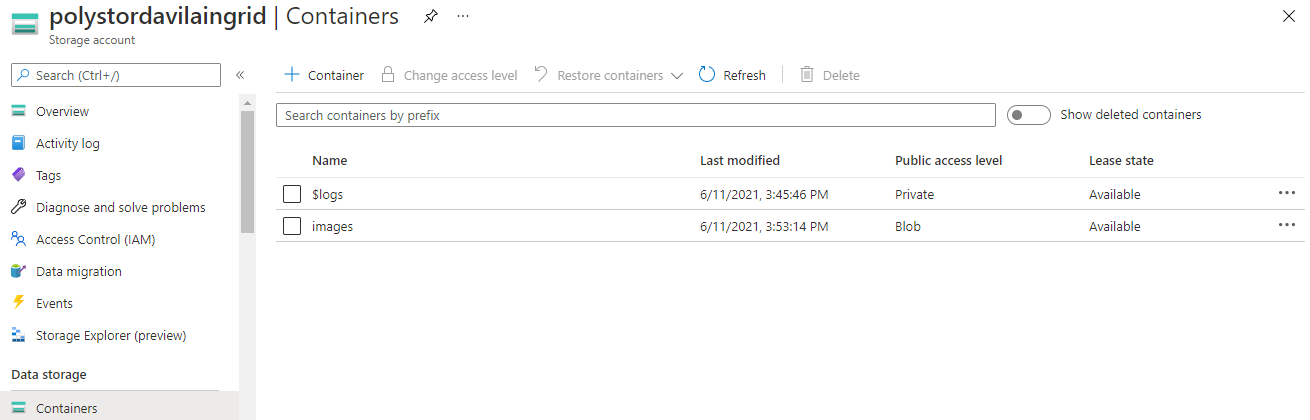 polystordavilaingrid | Containers
Storage account
Search (Ctrl+/)
Overview
Activity log
Tags
Diagnose and solve problems
Access Control (IAM)
Data migration
Events
Storage Explorer (preview)
Data storage
Containers
Container Change access level Restore containers Refresh Delete
Search containers by prefix Show deleted containers
Name Last modified Public access level Lease state
$logs 6/11/2021, 3:45:46 PM Private Available
images 6/11/2021, 3:53:14 PM Blob Available